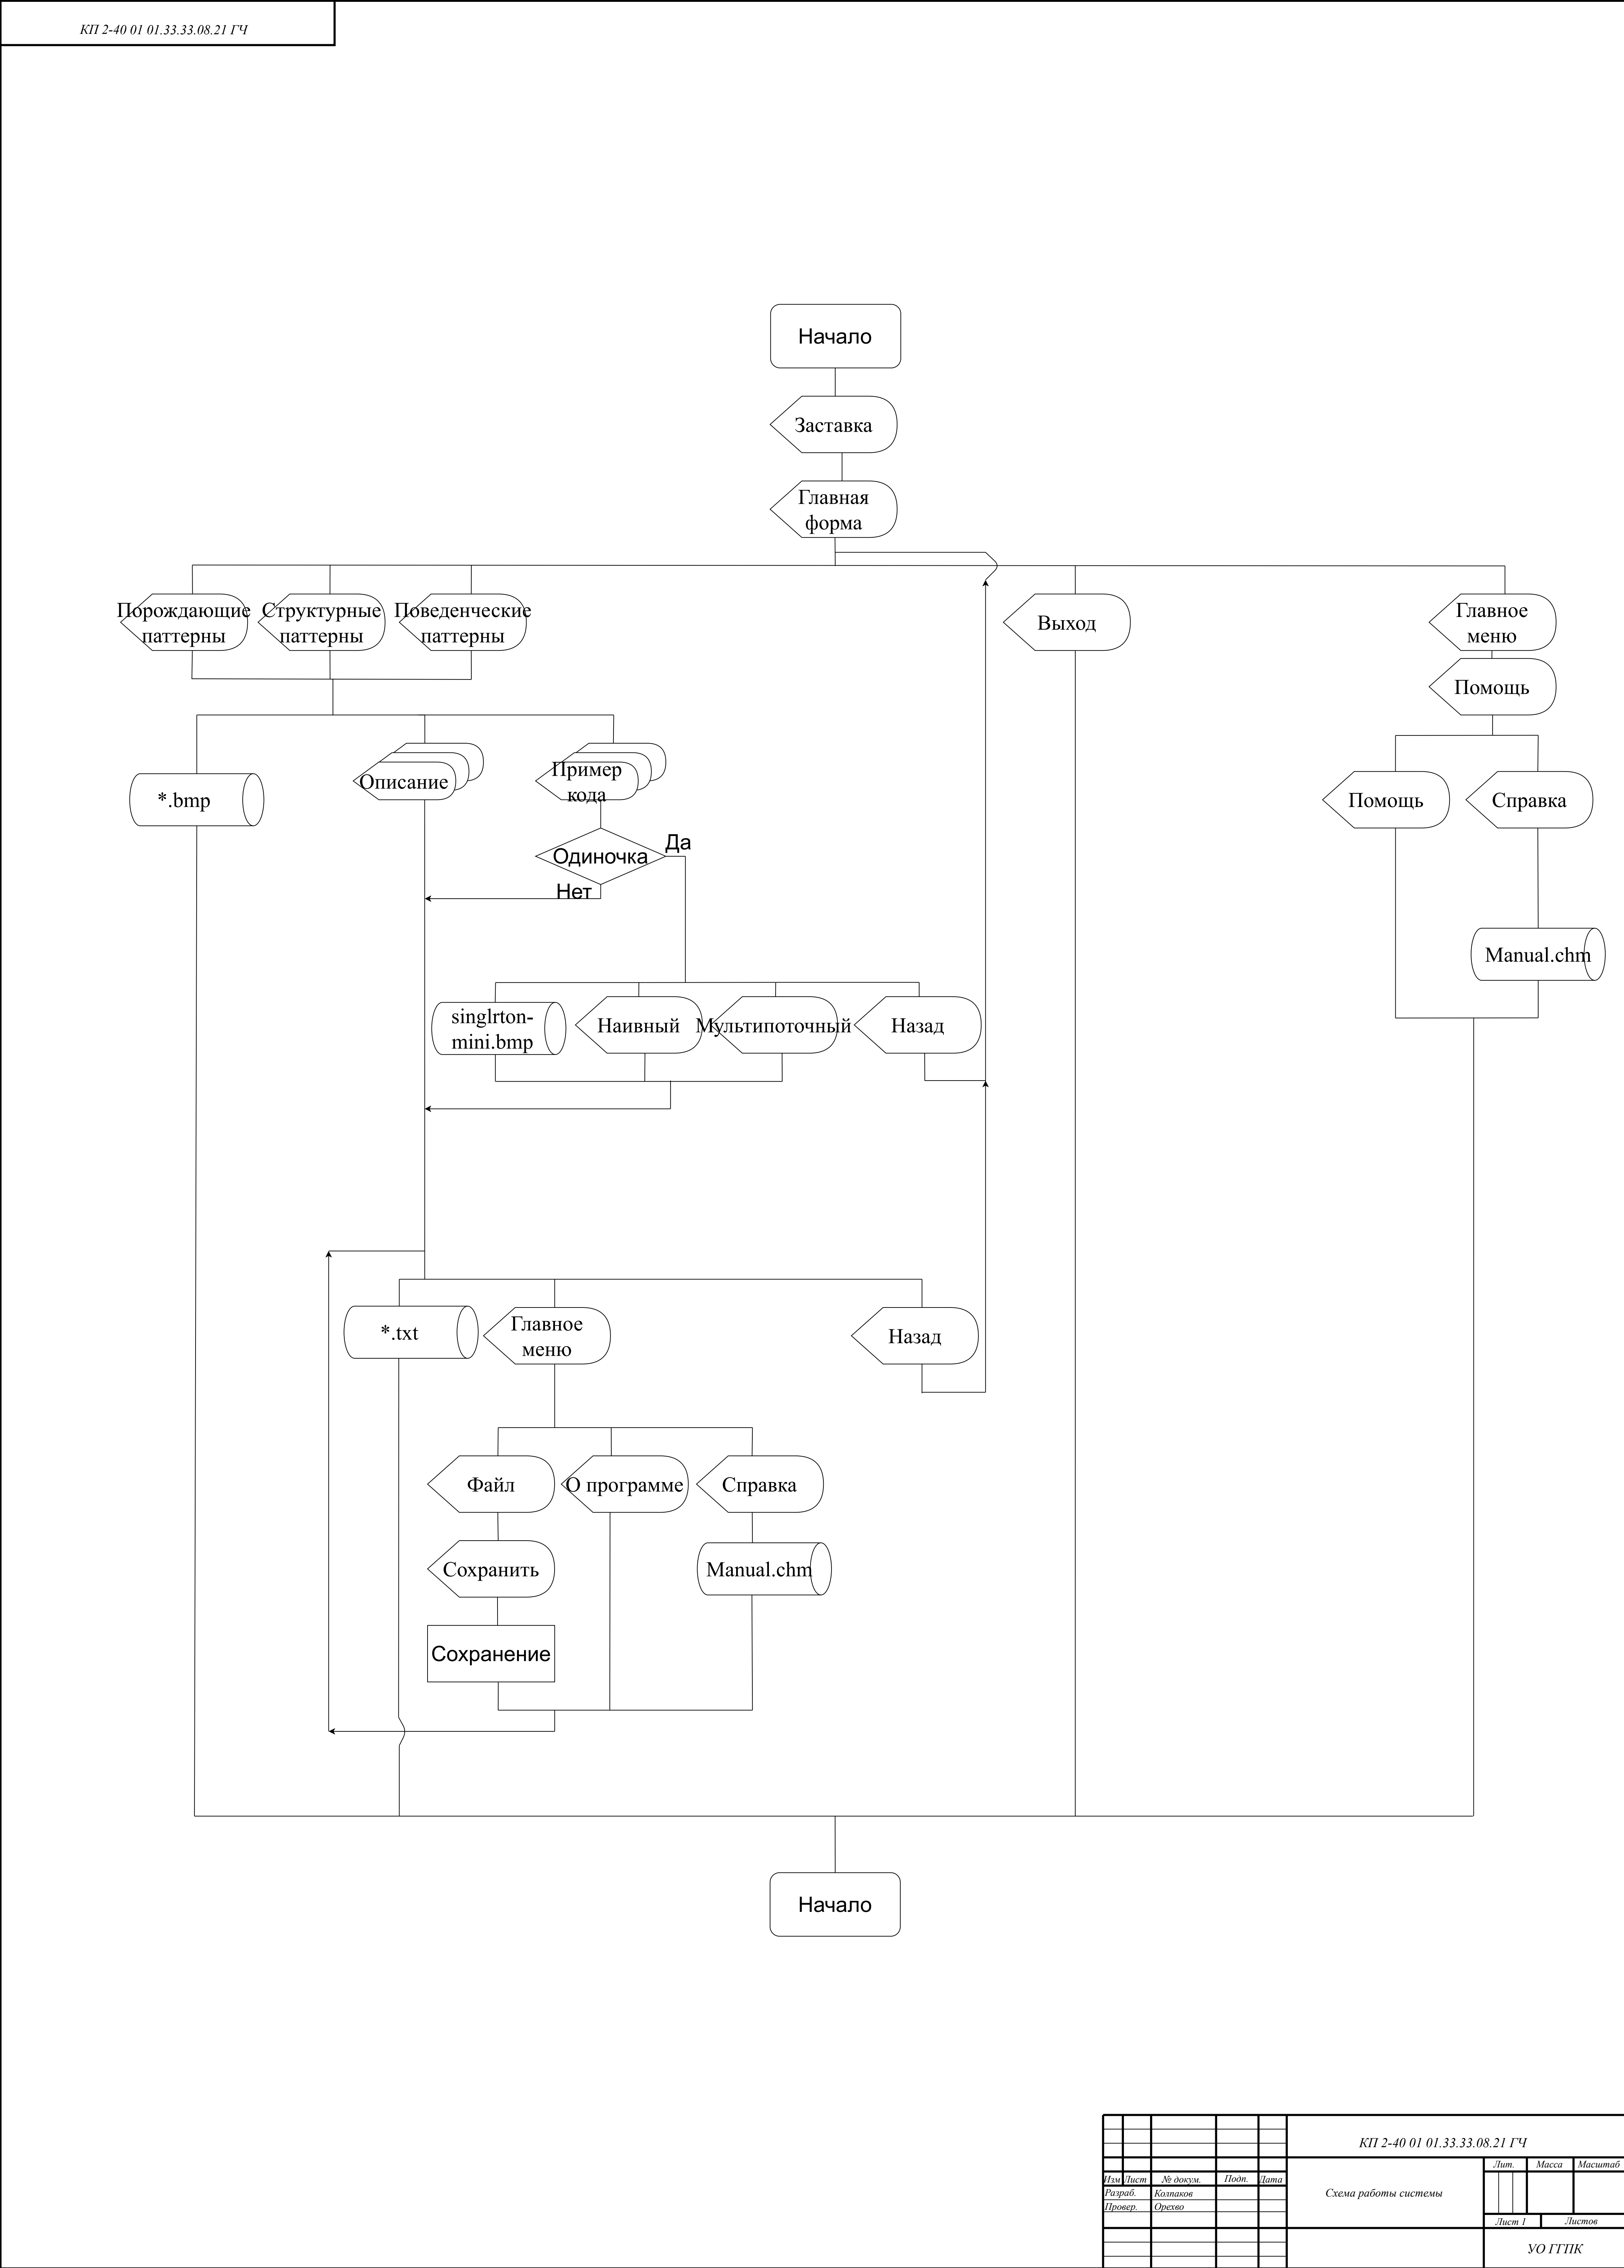 КП 2-40 01 01.33.33.08.21 ГЧ
Начало
Заставка
Главная
форма
Порождающие
паттерны
Структурные
паттерны
Поведенческие
паттерны
Выход
Главное
меню
Помощь
*.bmp
Описание
Пример
кода
Помощь
Справка
Одиночка
Да
Нет
Manual.chm
singlrton-
mini.bmp
Наивный
Мультипоточный
Назад
*.txt
Главное
меню
Назад
Файл
О программе
Справка
Сохранить
Manual.chm
Сохранение
Начало
КП 2-40 01 01.33.33.08.21 ГЧ
Изм Лист № докум. Подп. Дата
Разраб. Колпаков
Провер. Орехво
Схема работы системы
Лит. Масса Масштаб
Лист 1 Листов
УО ГГПК